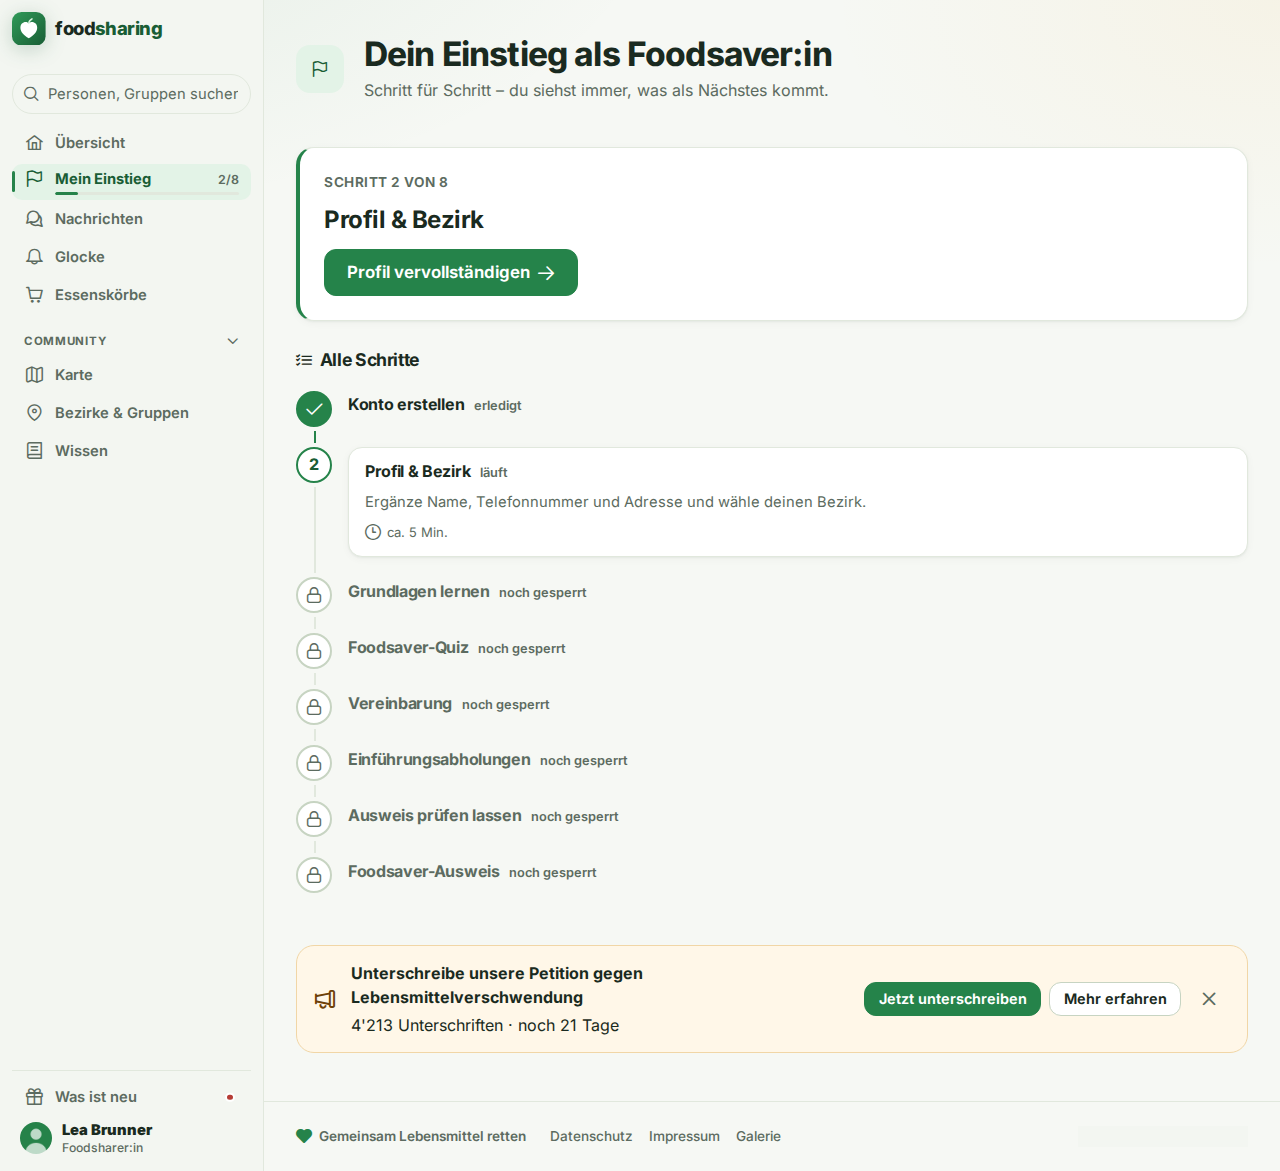 foodsharing
Personen, Gruppen sucher
Übersicht
Mein Einstieg 2/8
Nachrichten
Glocke
Essenskörbe
COMMUNITY
Karte
Bezirke & Gruppen
Wissen
Was ist neu
Lea Brunner
Foodsharer:in
Dein Einstieg als Foodsaver:in
Schritt für Schritt – du siehst immer, was als Nächstes kommt.
SCHRITT 2 VON 8
Profil & Bezirk
Profil vervollständigen
Alle Schritte
Konto erstellen erledigt
2 Profil & Bezirk läuft
Ergänze Name, Telefonnummer und Adresse und wähle deinen Bezirk.
ca. 5 Min.
Grundlagen lernen noch gesperrt
Foodsaver-Quiz noch gesperrt
Vereinbarung noch gesperrt
Einführungsabholungen noch gesperrt
Ausweis prüfen lassen noch gesperrt
Foodsaver-Ausweis noch gesperrt
Unterschreibe unsere Petition gegen
Lebensmittelverschwendung
4'213 Unterschriften · noch 21 Tage
Jetzt unterschreiben Mehr erfahren
Gemeinsam Lebensmittel retten Datenschutz Impressum Galerie